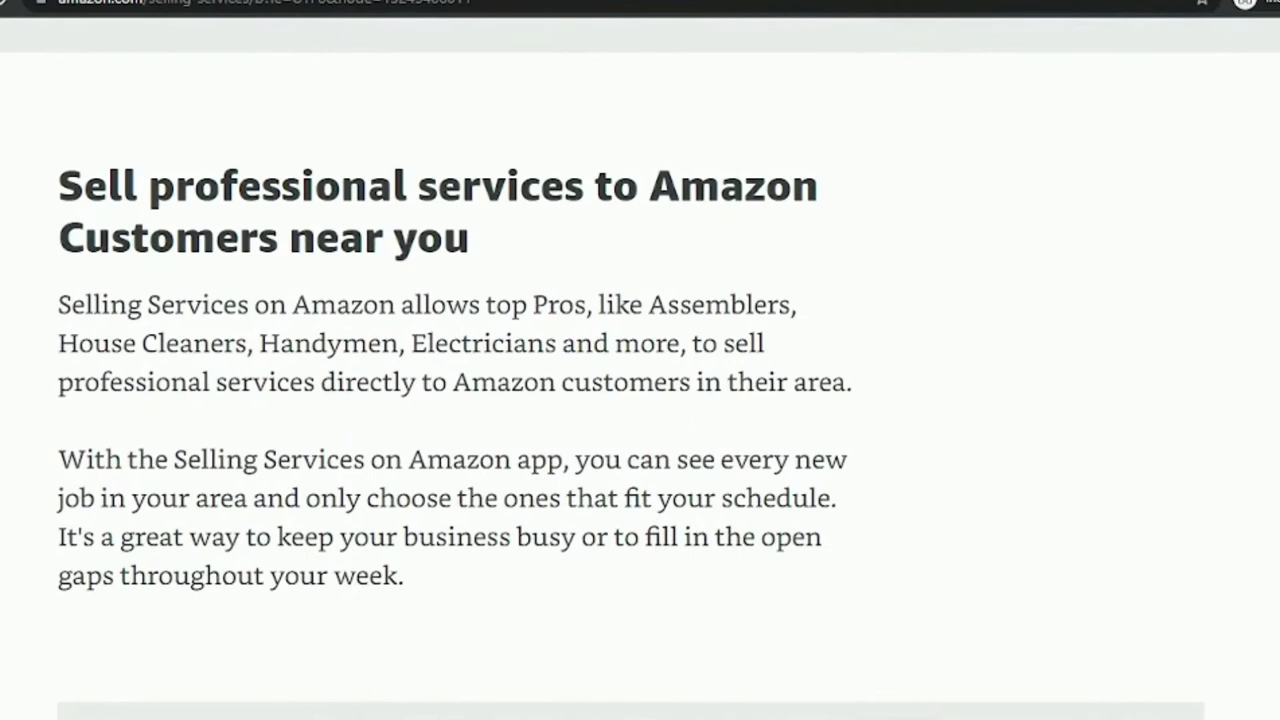 Sell professional services to Amazon
Customers near you
Selling Services on Amazon allows top Pros, like Assemblers,
House Cleaners, Handymen, Electricians and more, to sell
professional services directly to Amazon customers in their area.
With the Selling Services on Amazon app, you can see every new
job in your area and only choose the ones that fit your schedule.
It's a great way to keep your business busy or to fill in the open
gaps throughout your week.